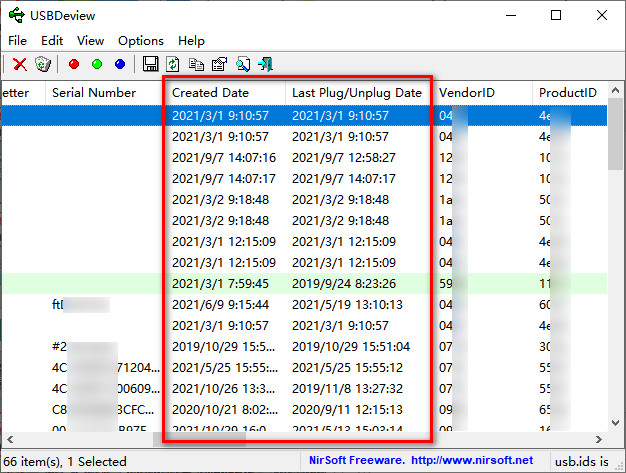 USBDeview
File Edit View Options Help
etter Serial Number Created Date Last Plug/Unplug Date VendorID ProductID
2021/3/1 9:10:57 2021/3/1 9:10:57 04 4e
2021/3/1 9:10:57 2021/3/1 9:10:57 04 4e
2021/9/7 14:07:16 2021/9/7 12:58:27 12 10
2021/9/7 14:07:17 2021/9/7 14:07:17 12 10
2021/3/2 9:18:48 2021/3/2 9:18:48 1a 50
2021/3/2 9:18:48 2021/3/2 9:18:48 1a 50
2021/3/1 12:15:09 2021/3/1 12:15:09 04 4e
2021/3/1 12:15:09 2021/3/1 12:15:09 04 4e
2021/3/1 7:59:45 2019/9/24 8:23:26 59 11
ft 2021/6/9 9:15:44 2021/5/19 13:10:13 04 60
2021/3/1 9:10:57 2021/3/1 9:10:57 04 4e
#2 2019/10/29 15:5... 2019/10/29 15:51:04 07 30
4C 71204... 2021/5/25 15:55:... 2021/5/25 15:55:12 07 55
4C 00609... 2021/10/26 13:3... 2019/11/8 13:27:32 07 55
C8 3CFC... 2020/10/21 8:02:... 2020/9/11 12:15:13 09 65
2021/10/29 16:0... 2021/5/13 15:03:14
66 item(s), 1 Selected NirSoft Freeware. http://www.nirsoft.net usb.ids is